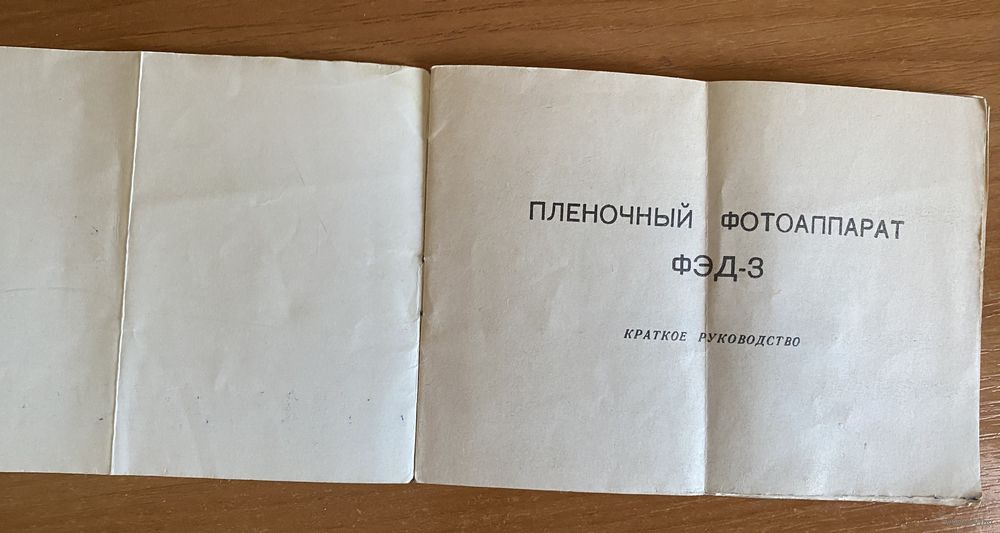 ПЛЕНОЧНЫЙ ФОТОАППАРАТ
ФЭД-3
КРАТКОЕ РУКОВОДСТВО